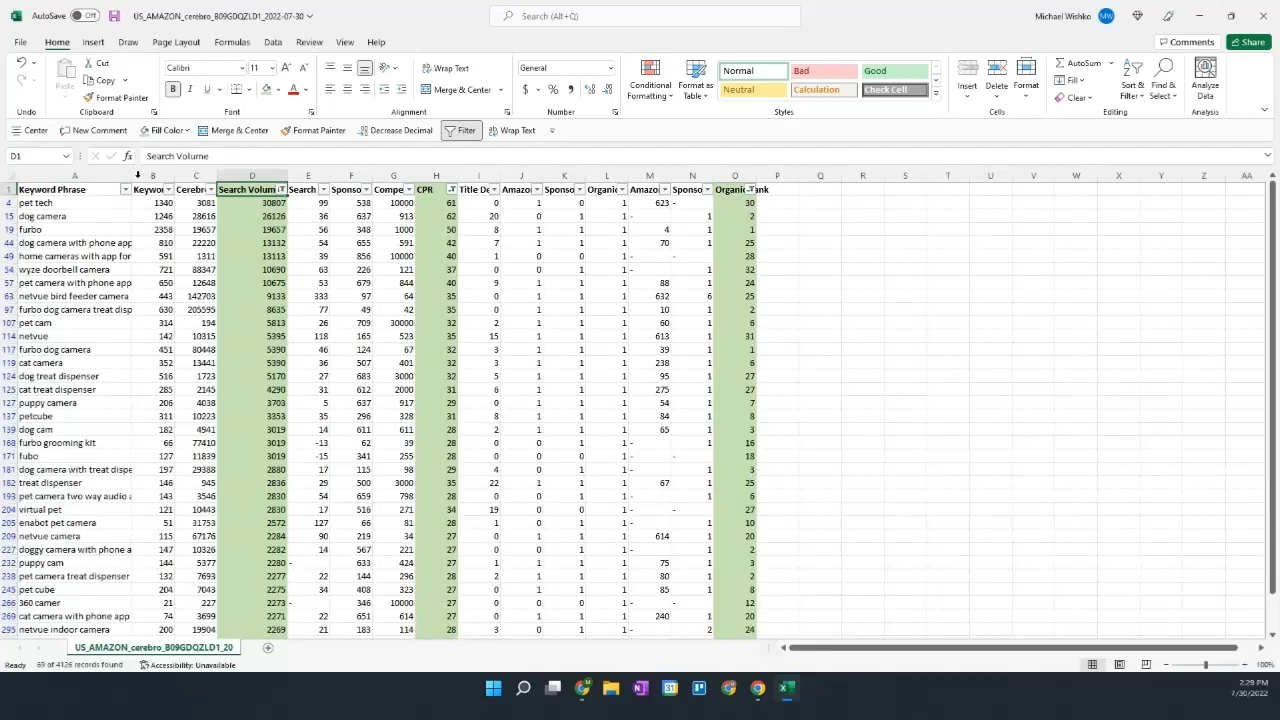 AutoSave Off US_AMAZON_cerebro_B09GDQZLD1_2022-07-30 Search (Alt+Q) Michael Wishko MW
File Home Insert Draw Page Layout Formulas Data Review View Help Comments Share
Paste Cut Copy Format Painter Calibri 11 Wrap Text Merge & Center General Conditional Formatting Format as Table Normal Bad Good Neutral Calculation Check Cell Insert Delete Format AutoSum Fill Clear Sort & Filter Find & Select Analyze Data
Undo Clipboard Font Alignment Number Styles Cells Editing Analysis
Center New Comment Fill Color Merge & Center Format Painter Decrease Decimal Filter Wrap Text
D1 fx Search Volume
A B C D E F G H I J K L M N O P Q R S T U V W X Y Z AA
1 Keyword Phrase Keywor Cerebr Search Volum Search Sponso Compe CPR Title De Amazo Sponso Organic Amazo Sponso Organic Rank
4 pet tech 1340 3081 30807 99 538 10000 61 0 1 0 1 623 - 30
15 dog camera 1246 28616 26126 36 637 913 62 20 0 1 1 - 1 2
29 furbo 2358 19657 19657 56 348 1000 50 8 1 1 1 4 1 1
44 dog camera with phone app 810 22220 13132 54 655 591 42 7 1 1 1 70 1 25
49 home cameras with app for 591 1311 13113 39 856 10000 40 1 0 0 1 - - 28
54 wyze doorbell camera 721 88347 10690 63 226 121 37 0 0 1 1 - 1 32
57 pet camera with phone app 650 12648 10675 53 679 844 40 9 1 1 1 88 1 24
63 netvue bird feeder camera 443 142703 9133 333 97 64 35 0 1 1 1 632 6 25
97 furbo dog camera treat disp 630 205595 8635 77 49 42 35 0 1 1 1 10 1 2
107 pet cam 314 194 5813 26 709 30000 32 2 1 1 1 60 1 6
114 netvue 142 10315 5395 118 165 523 35 15 1 1 1 613 1 31
117 furbo dog camera 451 80448 5390 46 124 67 32 3 1 1 1 39 1 1
119 cat camera 352 13441 5390 36 507 401 32 3 1 1 1 238 1 6
124 dog treat dispenser 516 1723 5170 27 683 3000 32 5 1 1 1 95 1 27
125 cat treat dispenser 285 2145 4290 31 612 2000 31 6 1 1 1 275 1 27
127 puppy camera 206 4038 3703 5 637 917 29 0 1 1 1 54 1 7
137 petcube 311 10223 3353 35 296 328 31 8 1 1 1 84 1 8
139 dog cam 182 4941 3019 14 611 611 28 2 1 1 1 65 1 3
168 furbo grooming kit 66 77410 3019 -13 62 39 28 0 0 1 1 - 1 16
171 fubo 127 11839 3019 -15 341 255 28 0 0 0 1 - - 18
181 dog camera with treat dispe 197 29388 2880 17 115 98 29 4 0 1 1 - 1 3
182 treat dispenser 146 945 2836 29 500 3000 35 22 1 1 1 67 1 25
193 pet camera two way audio a 143 3546 2830 54 659 798 28 0 0 1 1 - 1 6
204 virtual pet 121 10443 2830 17 516 271 34 19 0 0 1 - - 27
205 enabot pet camera 51 31753 2572 127 66 81 28 1 0 1 1 - 1 10
209 netvue camera 115 67176 2284 90 219 34 27 0 1 1 1 614 1 20
227 doggy camera with phone a 147 10326 2282 14 567 221 27 0 0 1 1 - 1 2
232 puppy cam 144 5377 2280 - 633 424 27 1 1 1 1 75 1 3
238 pet camera treat dispenser 132 7693 2277 22 144 296 28 2 1 1 1 80 1 2
245 pet cube 204 7043 2275 34 408 323 27 0 1 1 1 85 1 8
266 360 camer 21 227 2273 - 346 10000 27 0 0 0 1 - - 12
269 cat camera with phone app 74 3699 2271 22 651 614 27 0 1 1 1 240 1 20
295 netvue indoor camera 200 19904 2269 21 183 114 28 3 0 1 1 - 2 24
US_AMAZON_cerebro_B09GDQZLD1_20
Ready 69 of 4126 records found Accessibility: Unavailable 100%
2:29 PM
7/30/2022